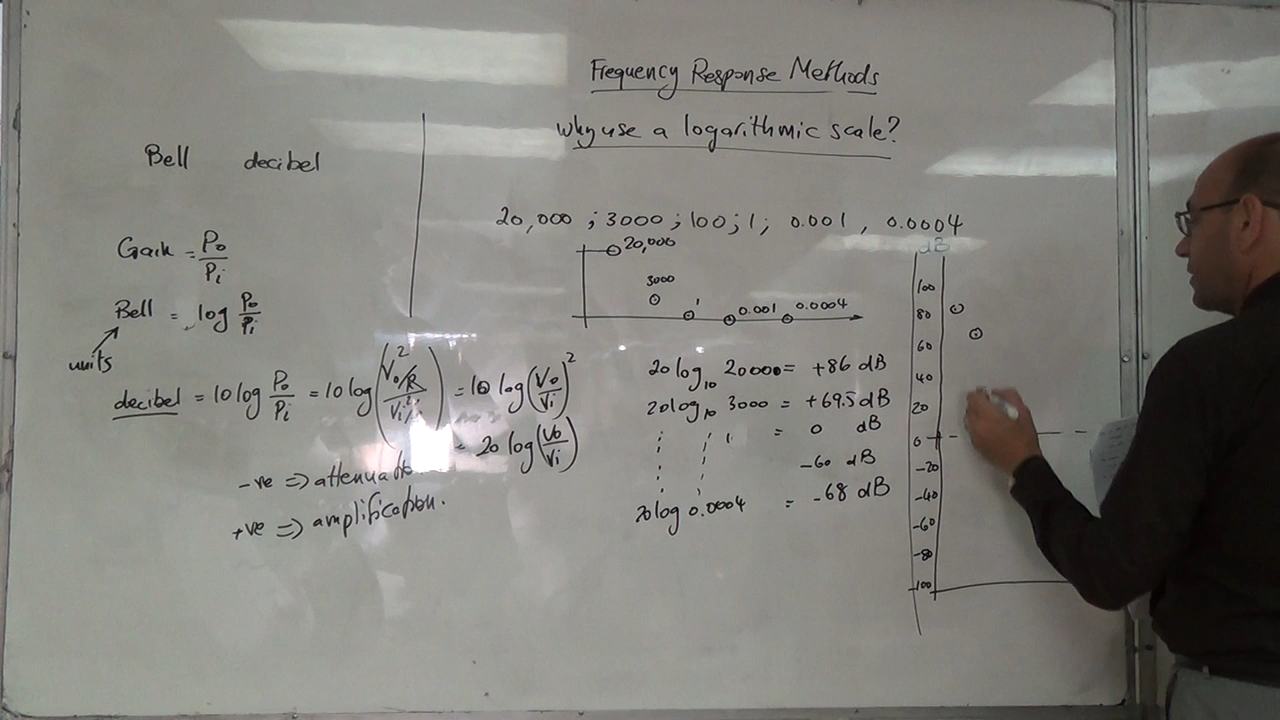 Frequency Response Methods
Why use a logarithmic scale?
Bell decibel
Gain = Po/Pi
Bell = log Po/Pi
units
decibel = 10 log Po/Pi = 10 log (Vo²/R / Vi²/R) = 10 log (Vo/Vi)²
= 20 log (Vo/Vi)
-ve => attenuat
+ve => amplification.
20,000 ; 3000 ; 100 ; 1 ; 0.001 , 0.0004
20,000
3000
1
0.001
0.0004
20 log10 20000 = +86 dB
20 log10 3000 = +69.5 dB
1 = 0 dB
-60 dB
20 log 0.0004 = -68 dB
dB
100
80
60
40
20
0
-20
-40
-60
-80
-100